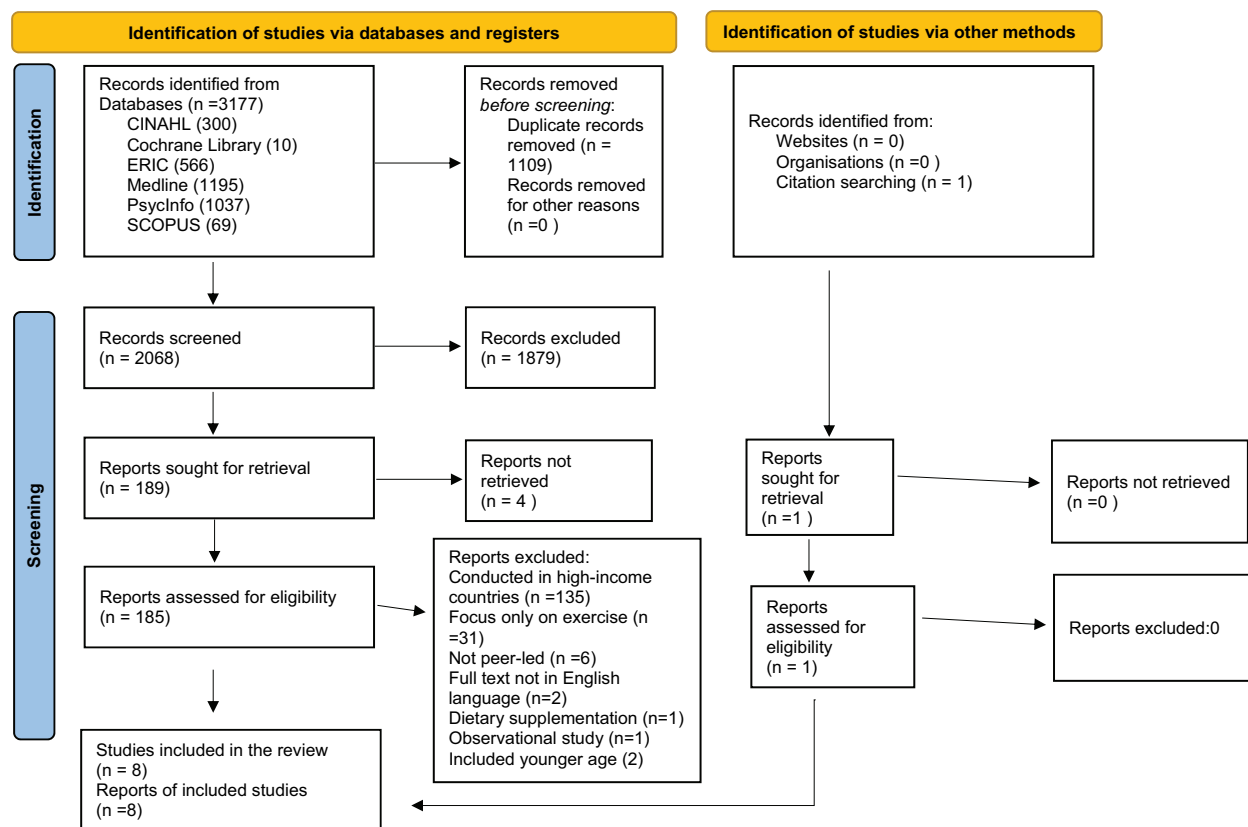 Identification of studies via databases and registers
Identification of studies via other methods
Identification
Records identified from
Databases (n =3177)
CINAHL (300)
Cochrane Library (10)
ERIC (566)
Medline (1195)
PsycInfo (1037)
SCOPUS (69)
Records removed
before screening:
Duplicate records
removed (n =
1109)
Records removed
for other reasons
(n =0 )
Records identified from:
Websites (n = 0)
Organisations (n =0 )
Citation searching (n = 1)
Screening
Records screened
(n = 2068)
Records excluded
(n = 1879)
Reports sought for retrieval
(n = 189)
Reports not
retrieved
(n = 4 )
Reports
sought for
retrieval
(n =1 )
Reports not retrieved
(n =0 )
Reports assessed for eligibility
(n = 185)
Reports excluded:
Conducted in high-income
countries (n =135)
Focus only on exercise (n
=31)
Not peer-led (n =6)
Full text not in English
language (n=2)
Dietary supplementation (n=1)
Observational study (n=1)
Included younger age (2)
Reports
assessed for
eligibility
(n = 1)
Reports excluded:0
Studies included in the review
(n = 8)
Reports of included studies
(n =8)